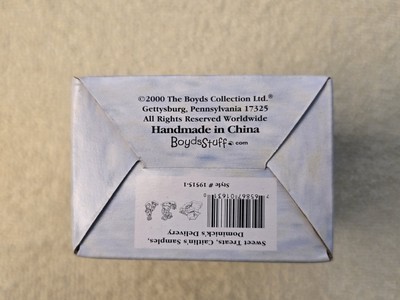 ©2000 The Boyds Collection Ltd.®
Gettysburg, Pennsylvania 17325
All Rights Reserved Worldwide
Handmade in China
BoydsStuff.com
Sweet Treats, Caitlin's Samples,
Dominick's Delivery
Style # 19515-1